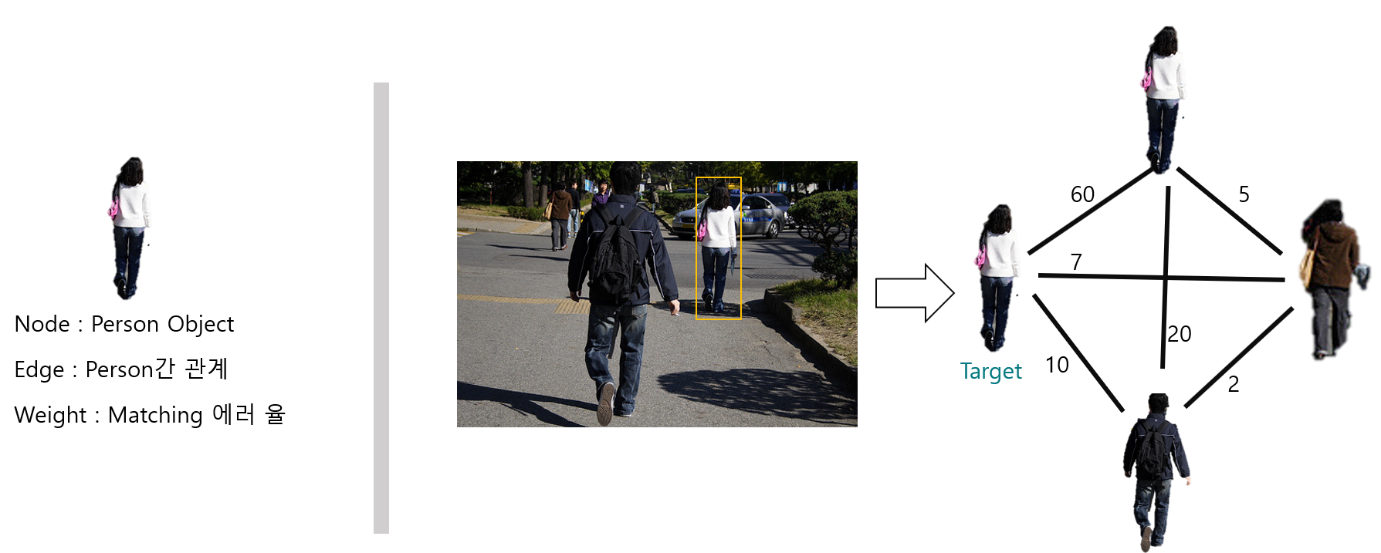 Node : Person Object
Edge : Person간 관계
Weight : Matching 에러 율
60
5
7
20
10
2
Target